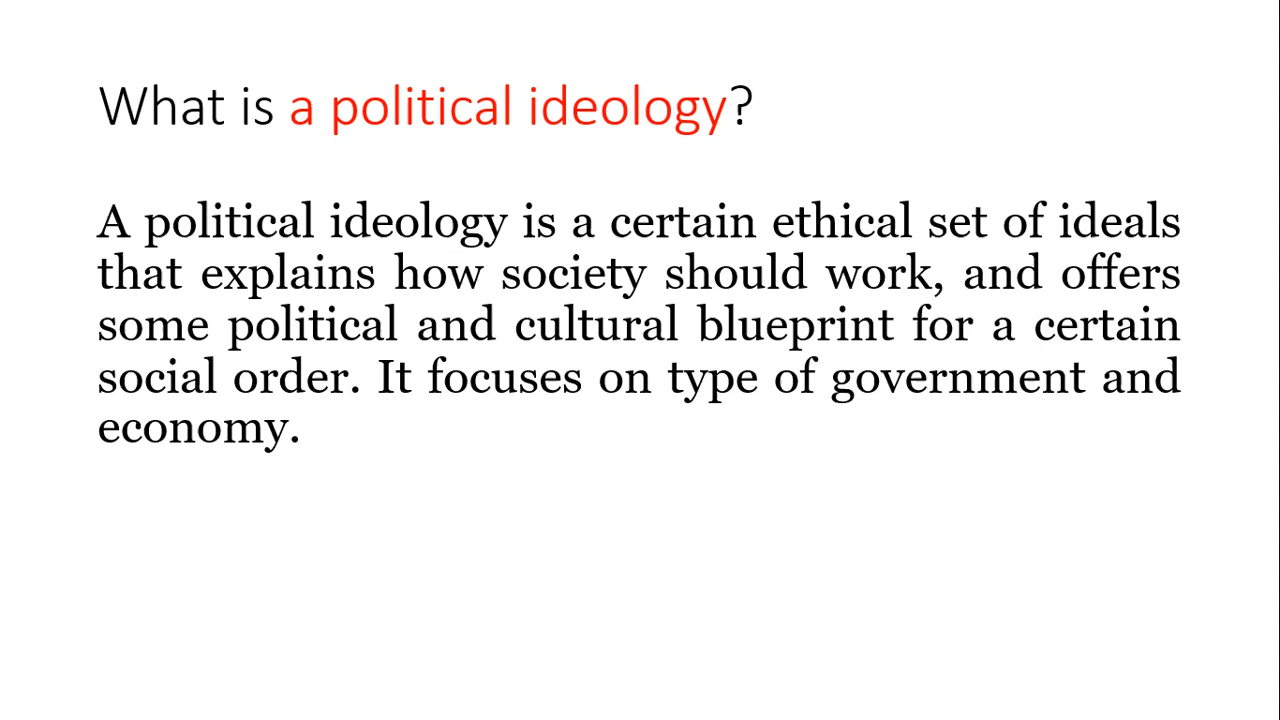 What is a political ideology?
A political ideology is a certain ethical set of ideals
that explains how society should work, and offers
some political and cultural blueprint for a certain
social order. It focuses on type of government and
economy.